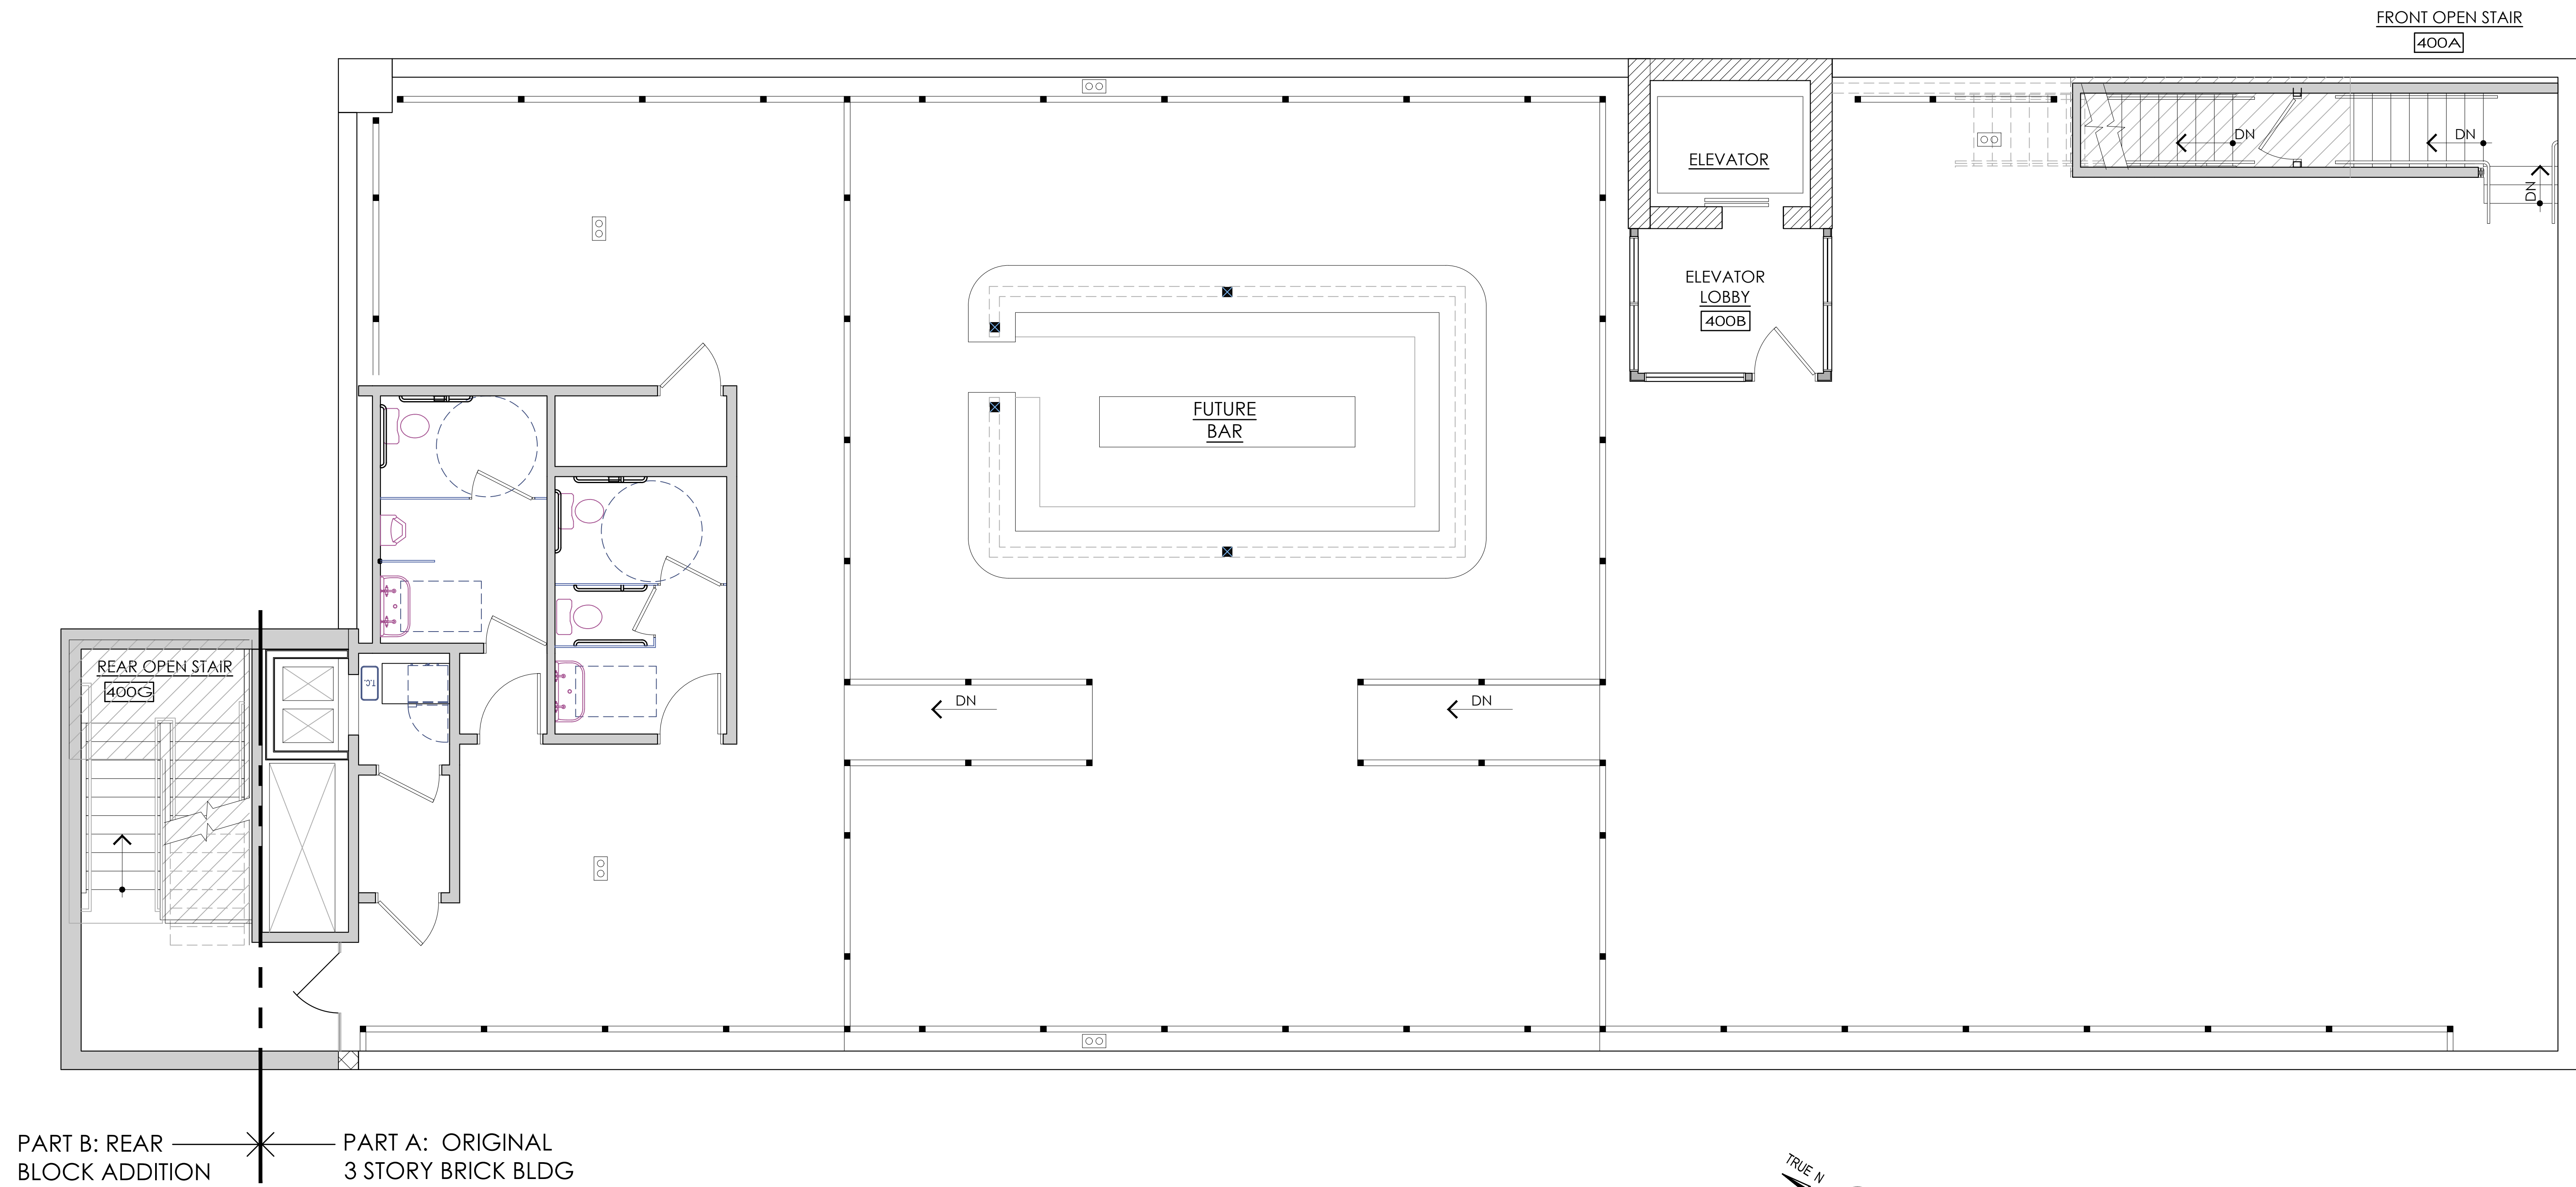 FRONT OPEN STAIR
400A
DN
DN
DN
ELEVATOR
ELEVATOR
LOBBY
400B
FUTURE
BAR
REAR OPEN STAIR
400G
TC
DN
DN
PART B: REAR
BLOCK ADDITION
PART A: ORIGINAL
3 STORY BRICK BLDG
TRUE N